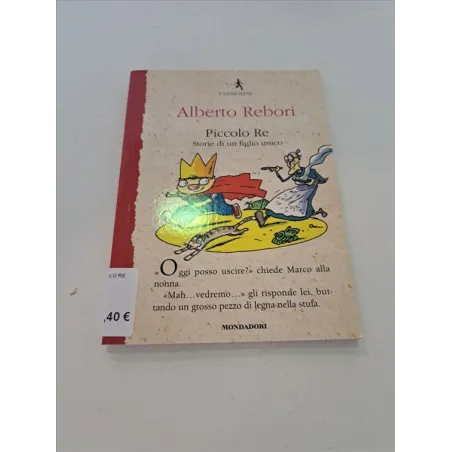 I SASSOLINI
Alberto Rebori
Piccolo Re
Storie di un figlio unico
«Oggi posso uscire?» chiede Marco alla
nonna.
«Mah...vedremo...» gli risponde lei, but-
tando un grosso pezzo di legna nella stufa.
MONDADORI
,40 €